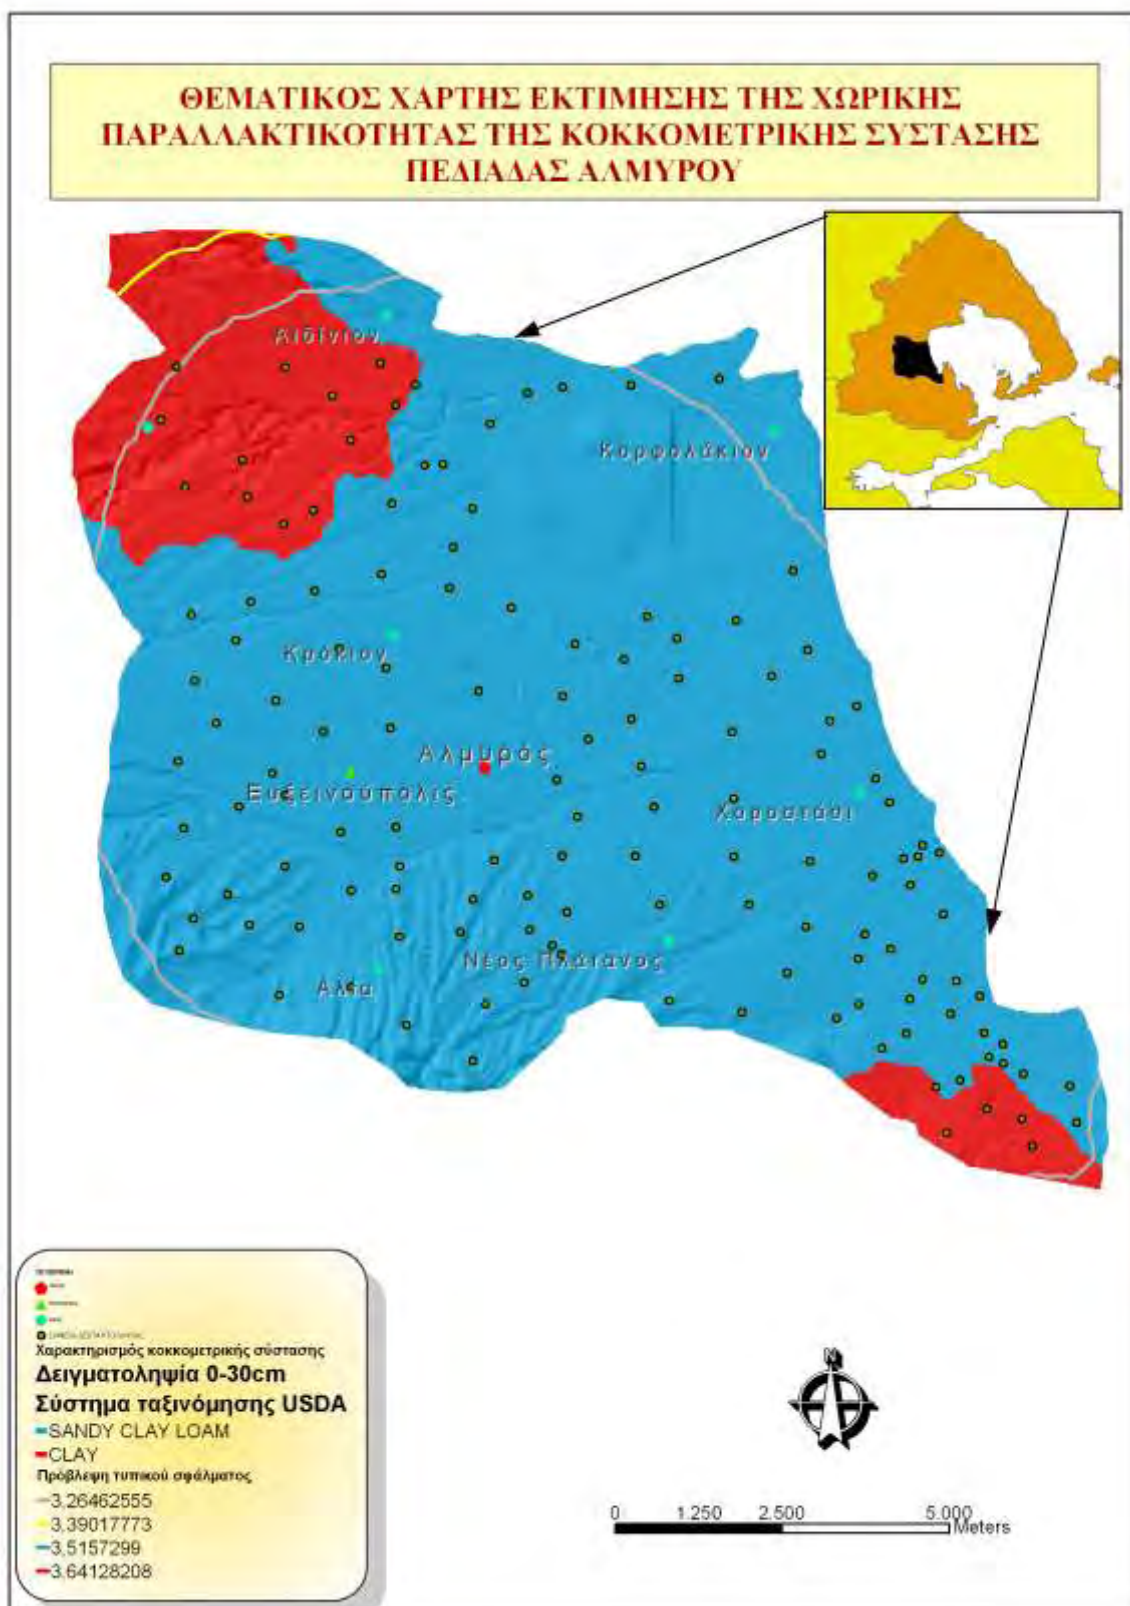 ΘΕΜΑΤΙΚΟΣ ΧΑΡΤΗΣ ΕΚΤΙΜΗΣΗΣ ΤΗΣ ΧΩΡΙΚΗΣ
ΠΑΡΑΛΛΑΚΤΙΚΟΤΗΤΑΣ ΤΗΣ ΚΟΚΚΟΜΕΤΡΙΚΗΣ ΣΥΣΤΑΣΗΣ
ΠΕΔΙΑΔΑΣ ΑΛΜΥΡΟΥ
Αϊδίνιον
Κορφολάκιον
Κρόκιον
Αλμυρός
Ευξεινούπολις
Χοροστάσι
Νέος Πλάτανος
Χαρακτηρισμός κοκκομετρικής σύστασης
Δειγματοληψία 0-30cm
Σύστημα ταξινόμησης USDA
SANDY CLAY LOAM
CLAY
Πρόβλεψη τυπικού σφάλματος
3.26462555
3.39017773
3.5157299
3.64128208
N
0 1.250 2.500 5.000
Meters